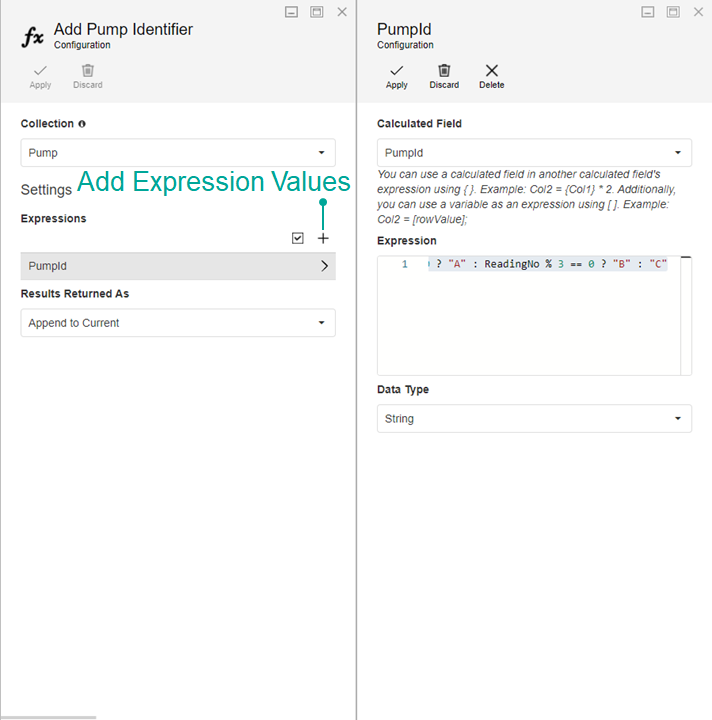 fx Add Pump Identifier
Configuration
Apply Discard
Collection
Pump
Settings Add Expression Values
Expressions
PumpId
Results Returned As
Append to Current
PumpId
Configuration
Apply Discard Delete
Calculated Field
PumpId
You can use a calculated field in another calculated field's
expression using { }. Example: Col2 = {Col1} * 2. Additionally,
you can use a variable as an expression using [ ]. Example:
Col2 = [rowValue];
Expression
1 ? "A" : ReadingNo % 3 == 0 ? "B" : "C"
Data Type
String